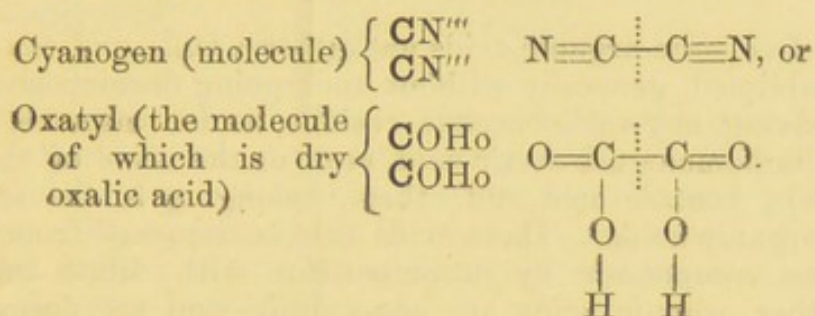 Cyanogen (molecule) { CN‴ N≡C—C≡N, or
CN‴
Oxatyl (the molecule { COHo O=C—C=O.
of which is dry COHo
oxalic acid)
O O
H H